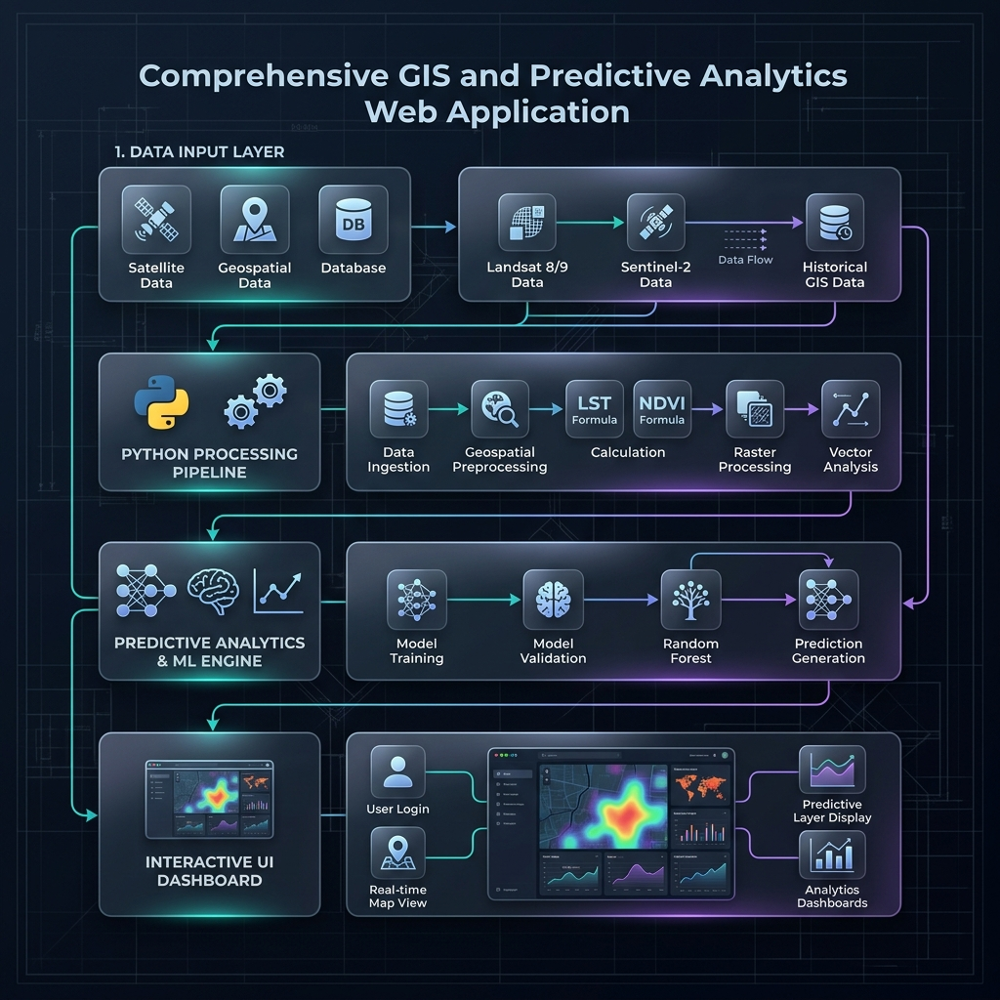 Comprehensive GIS and Predictive Analytics
Web Application
1. DATA INPUT LAYER
Satellite
Data
Geospatial
Data
DB
Database
Landsat 8/9
Data
Sentinel-2
Data
Data Flow
Historical
GIS Data
PYTHON PROCESSING
PIPELINE
Data
Ingestion
Geospatial
Preprocessing
LST
Formula
NDVI
Formula
Calculation
Raster
Processing
Vector
Analysis
PREDICTIVE ANALYTICS
& ML ENGINE
Model
Training
Model
Validation
Random
Forest
Prediction
Generation
INTERACTIVE UI
DASHBOARD
User Login
Real-time
Map View
Predictive
Layer Display
Analytics
Dashboards